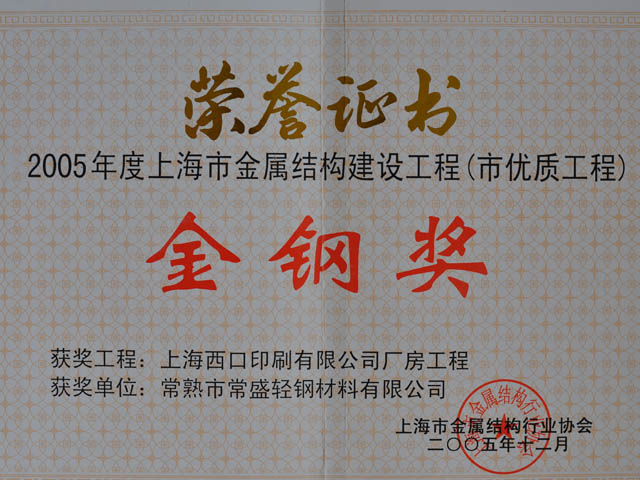 荣誉证书
2005年度上海市金属结构建设工程(市优质工程)
金钢奖
获奖工程：上海西口印刷有限公司厂房工程
获奖单位：常熟市常盛轻钢材料有限公司
上海市金属结构行业协会
二〇〇五年十二月